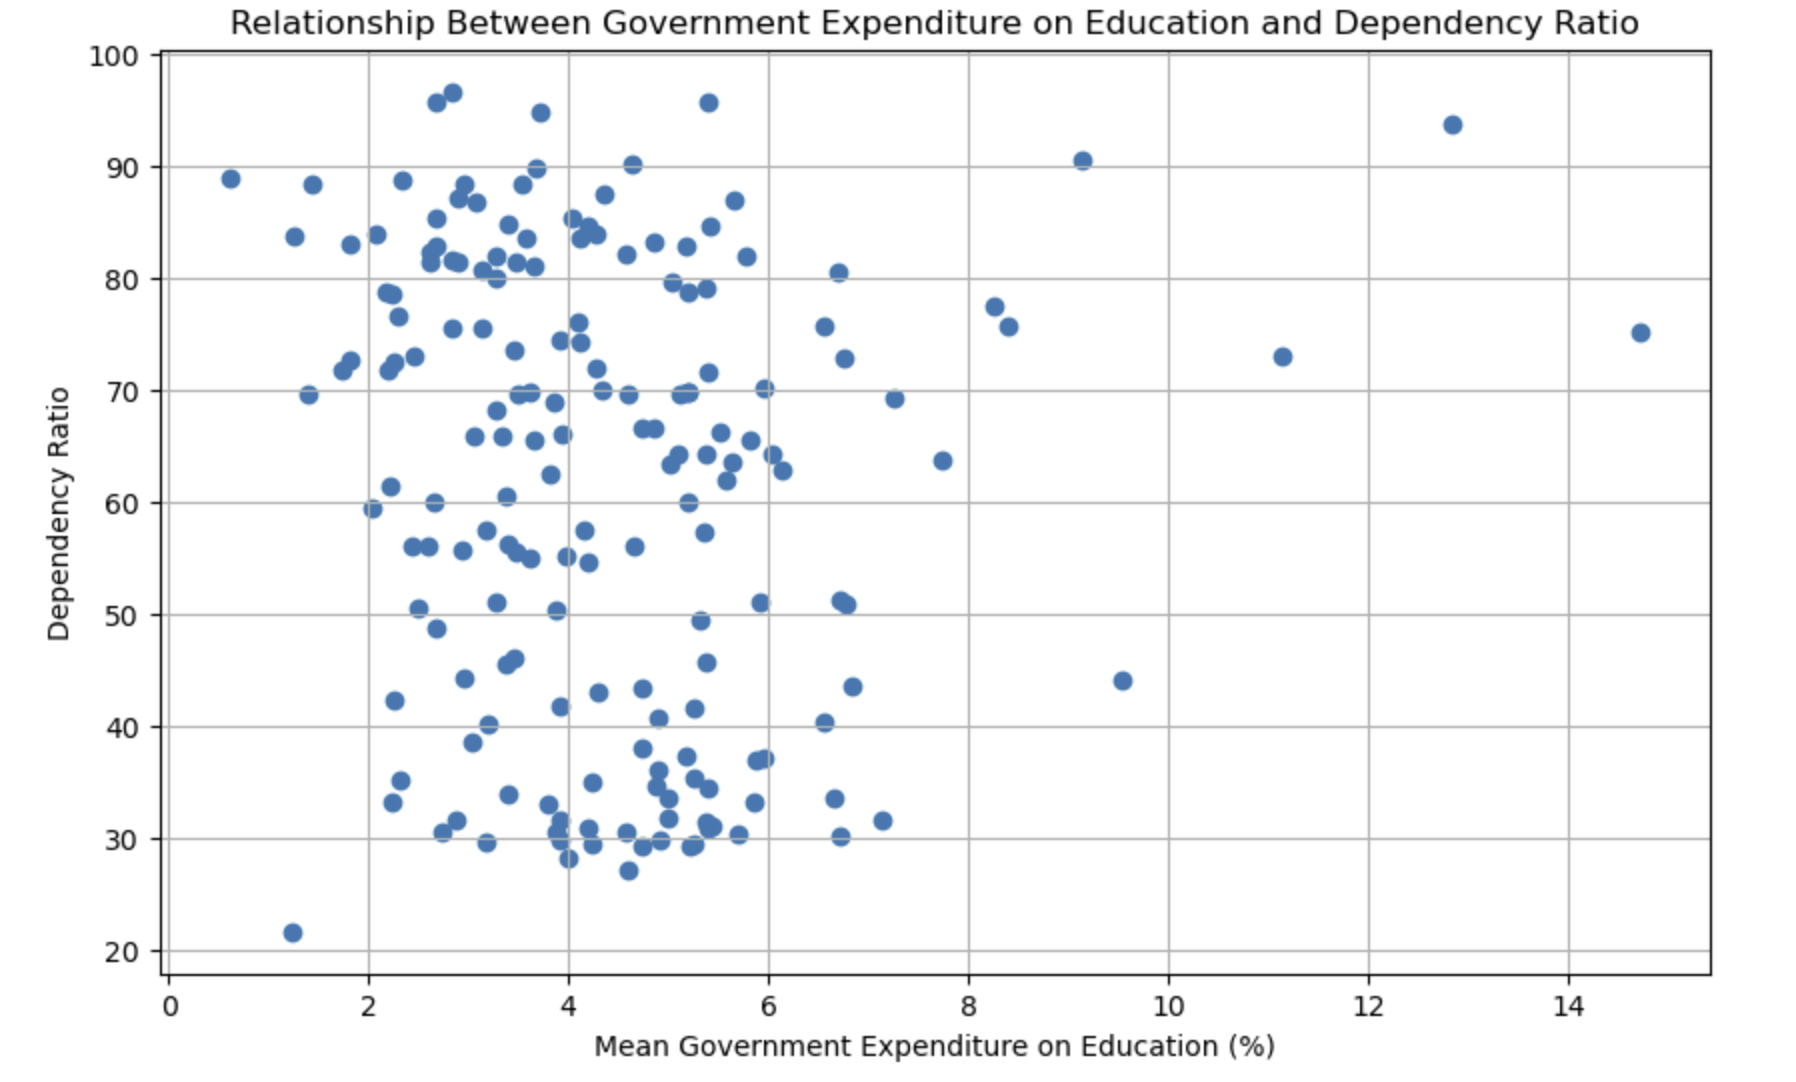 Relationship Between Government Expenditure on Education and Dependency Ratio
100
90
80
70
60
50
40
30
20
Dependency Ratio
0 2 4 6 8 10 12 14
Mean Government Expenditure on Education (%)